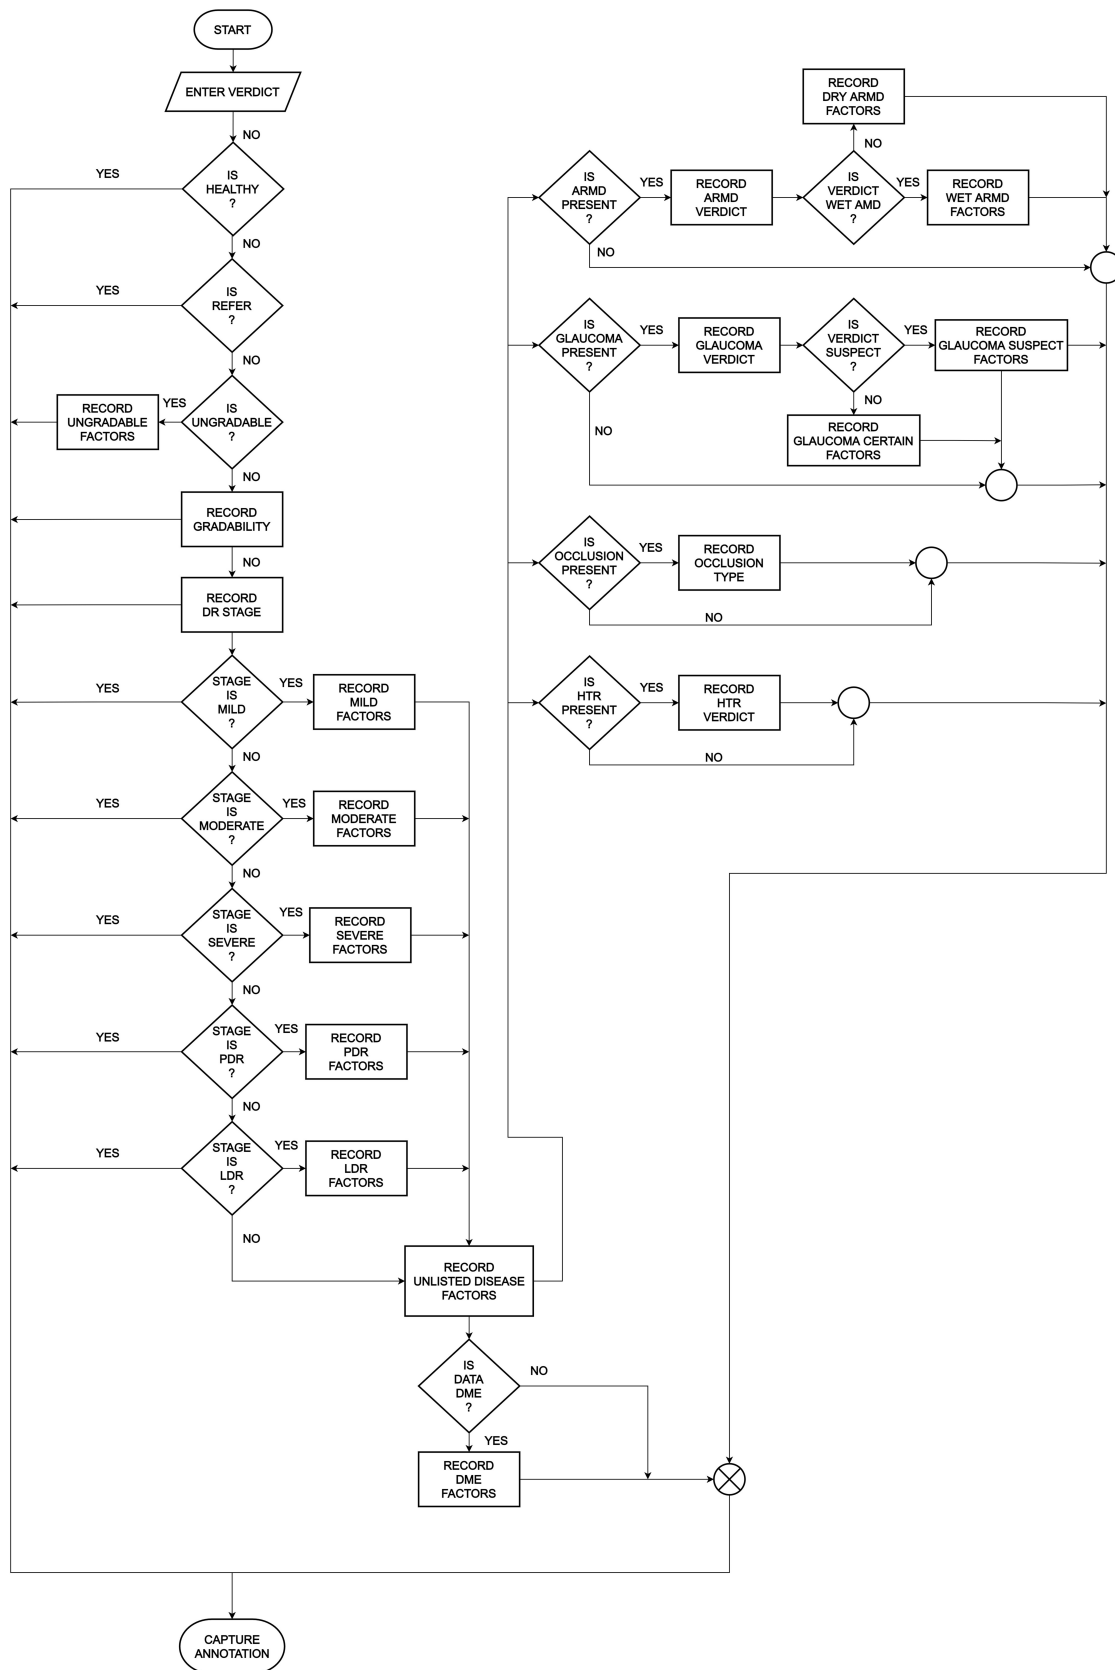 START
ENTER VERDICT
NO
IS
HEALTHY
?
YES
NO
IS
REFER
?
YES
NO
IS
UNGRADABLE
?
YES
RECORD
UNGRADABLE
FACTORS
NO
RECORD
GRADABILITY
NO
RECORD
DR STAGE
STAGE
IS
MILD
?
YES
YES
RECORD
MILD
FACTORS
NO
STAGE
IS
MODERATE
?
YES
YES
RECORD
MODERATE
FACTORS
NO
STAGE
IS
SEVERE
?
YES
YES
RECORD
SEVERE
FACTORS
NO
STAGE
IS
PDR
?
YES
YES
RECORD
PDR
FACTORS
NO
STAGE
IS
LDR
?
YES
YES
RECORD
LDR
FACTORS
NO
RECORD
UNLISTED DISEASE
FACTORS
IS
DATA
DME
?
NO
YES
RECORD
DME
FACTORS
CAPTURE
ANNOTATION
IS
ARMD
PRESENT
?
YES
RECORD
ARMD
VERDICT
IS
VERDICT
WET AMD
?
NO
RECORD
DRY ARMD
FACTORS
YES
RECORD
WET ARMD
FACTORS
NO
IS
GLAUCOMA
PRESENT
?
YES
RECORD
GLAUCOMA
VERDICT
IS
VERDICT
SUSPECT
?
YES
RECORD
GLAUCOMA SUSPECT
FACTORS
NO
RECORD
GLAUCOMA CERTAIN
FACTORS
NO
IS
OCCLUSION
PRESENT
?
YES
RECORD
OCCLUSION
TYPE
NO
IS
HTR
PRESENT
?
YES
RECORD
HTR
VERDICT
NO